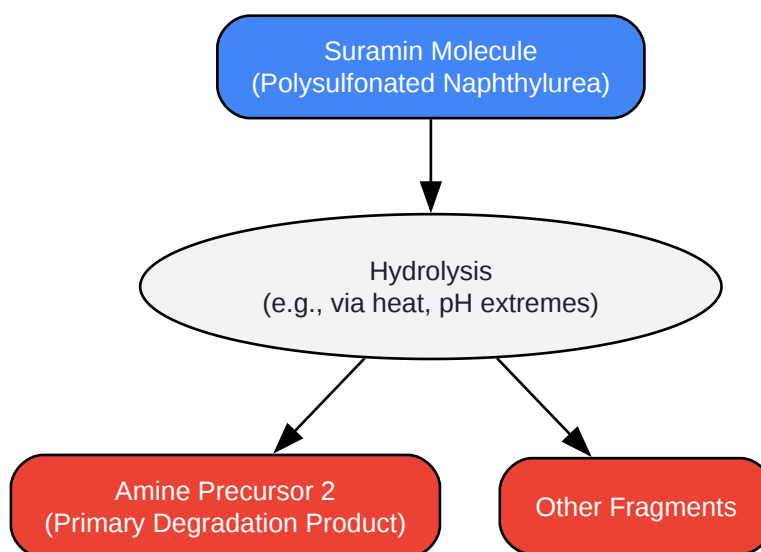 Suramin Molecule
(Polysulfonated Naphthylurea)
Hydrolysis
(e.g., via heat, pH extremes)
Amine Precursor 2
(Primary Degradation Product)
Other Fragments